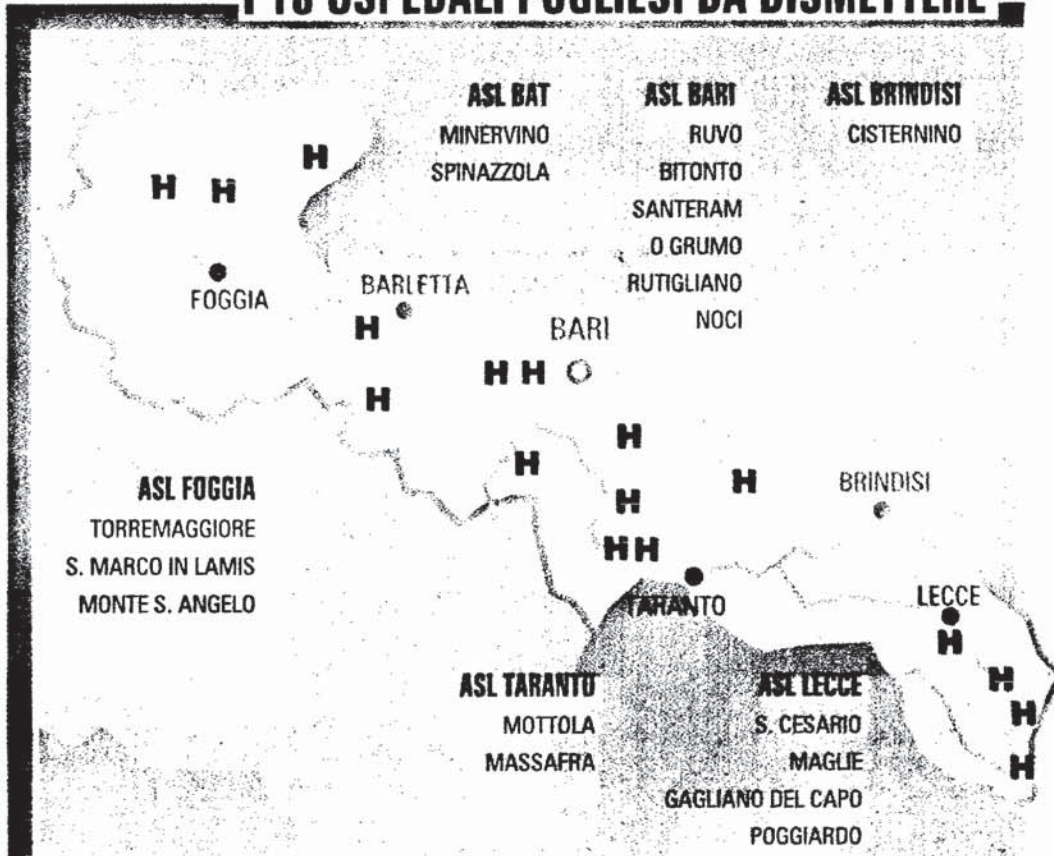 I 18 OSPEDALI PUGLIESI DA DISMETTERE
ASL BAT
MINERVINO
SPINAZZOLA
ASL BARI
RUVO
BITONTO
SANTERAM
O GRUMO
RUTIGLIANO
NOCI
ASL BRINDISI
CISTERNINO
H
H H
FOGGIA
BARLETTA
H
BARI
H H
H
H
H
H
BRINDISI
H
H H
TARANTO
LECCE
H
H
H
H
ASL FOGGIA
TORREMAGGIORE
S. MARCO IN LAMIS
MONTE S. ANGELO
ASL TARANTO
MOTTOLA
MASSAFRA
ASL LECCE
S. CESARIO
MAGLIE
GAGLIANO DEL CAPO
POGGIARDO